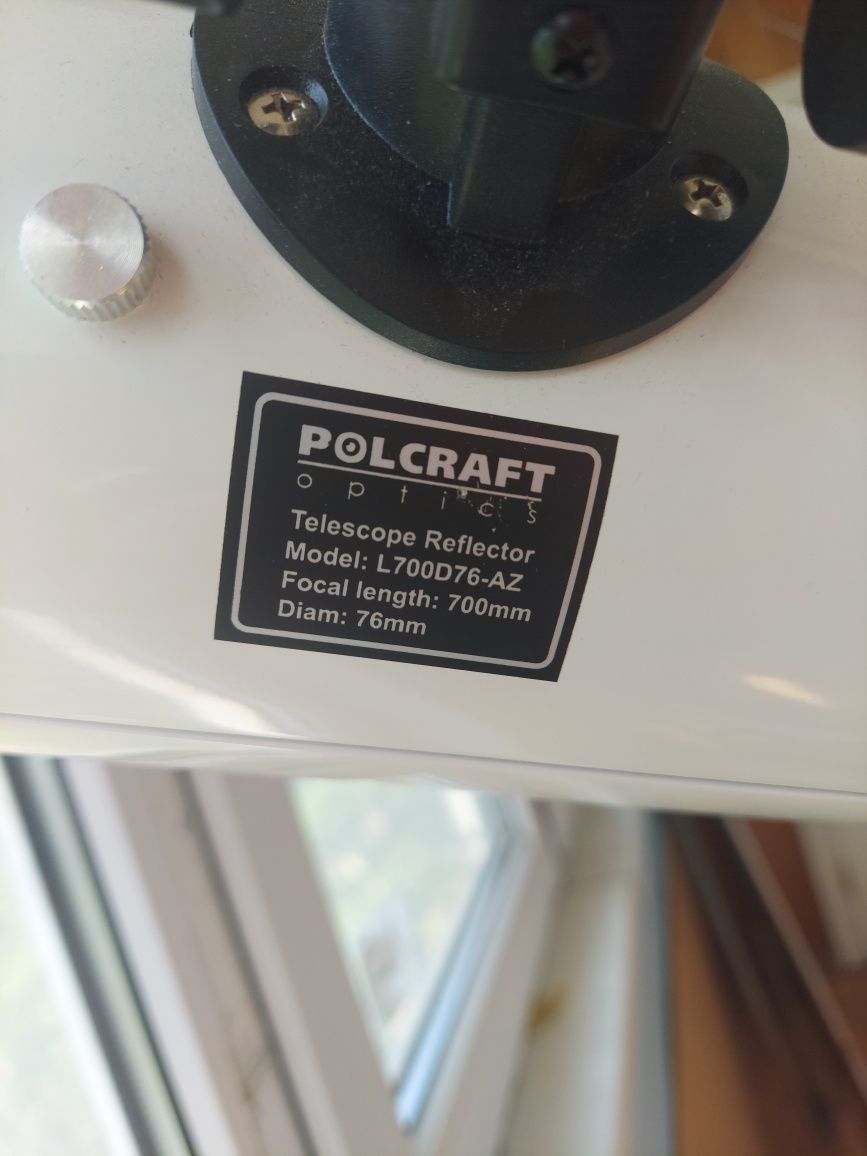 POLCRAFT
optics
Telescope Reflector
Model: L700D76-AZ
Focal length: 700mm
Diam: 76mm